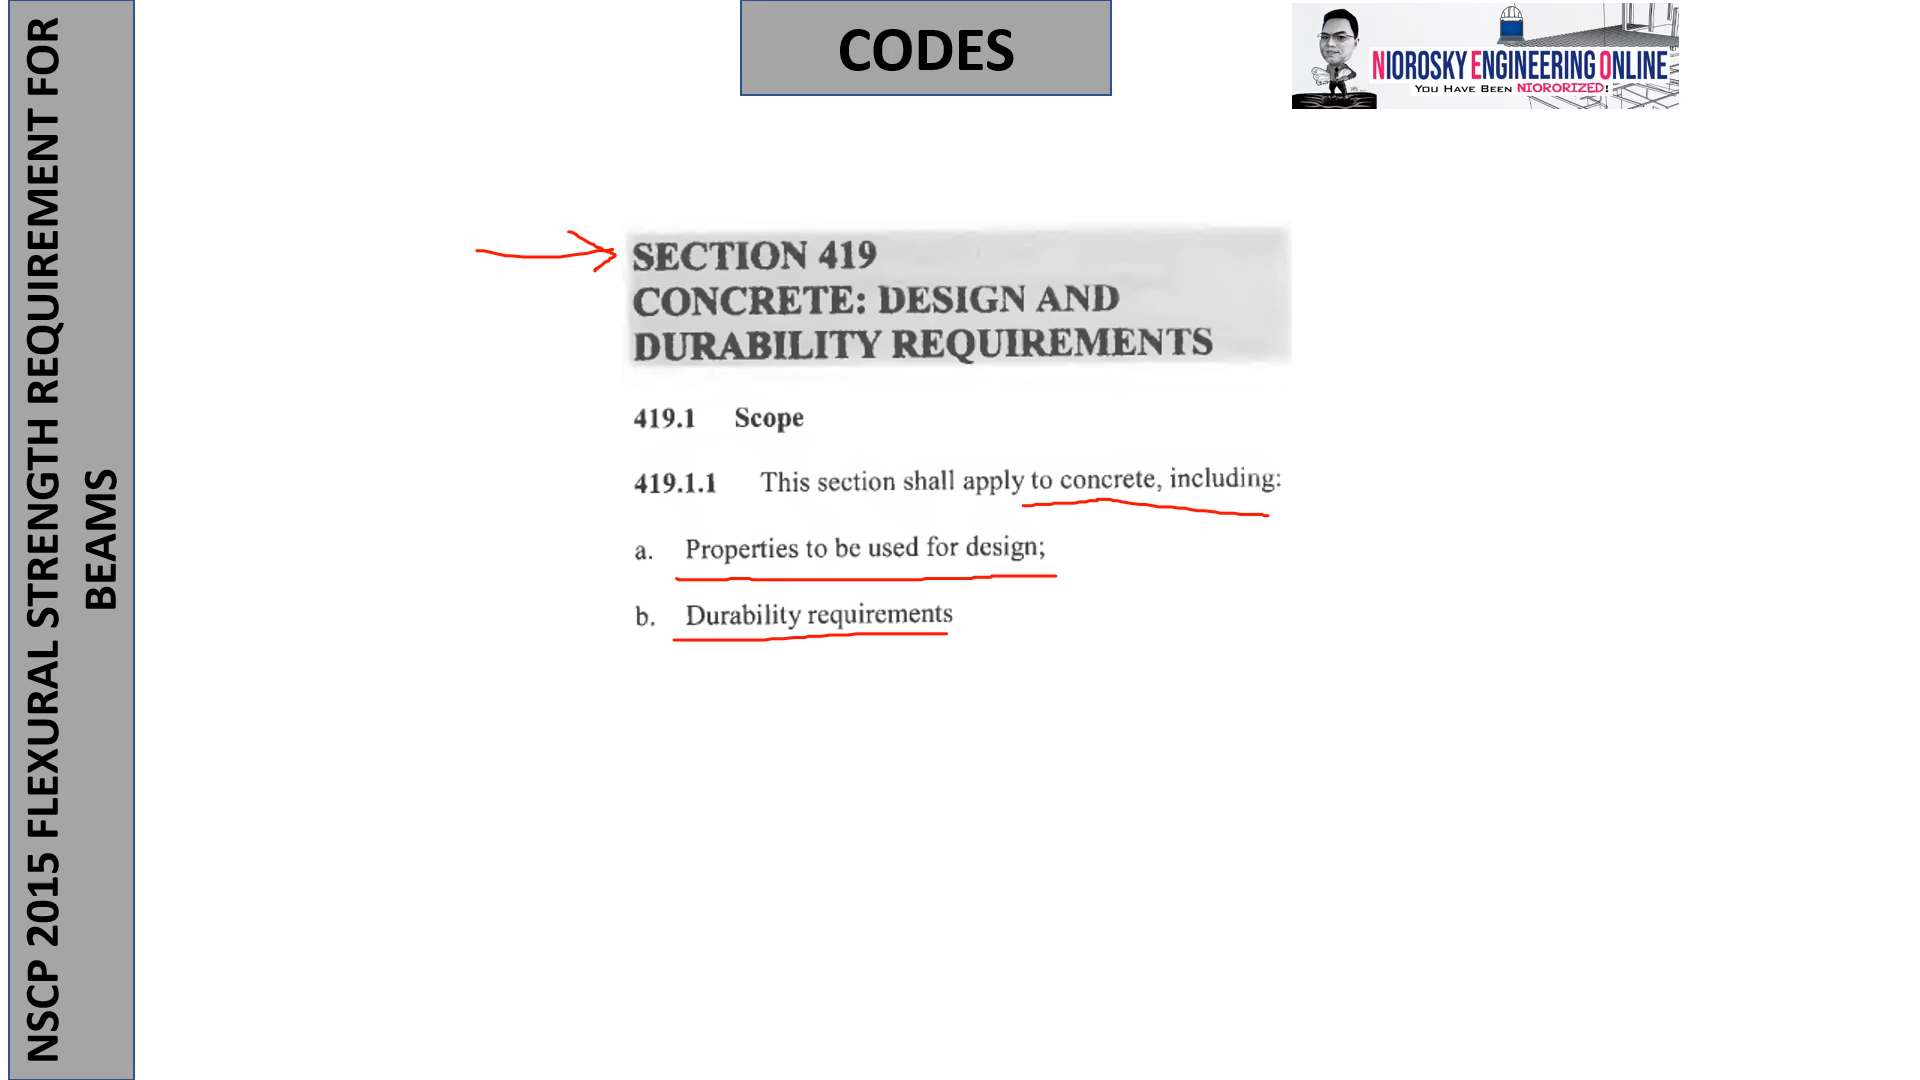 NSCP 2015 FLEXURAL STRENGTH REQUIREMENT FOR
BEAMS
CODES
NIOROSKY ENGINEERING ONLINE
YOU HAVE BEEN NIORORIZED!
SECTION 419
CONCRETE: DESIGN AND
DURABILITY REQUIREMENTS
419.1 Scope
419.1.1 This section shall apply to concrete, including:
a. Properties to be used for design;
b. Durability requirements